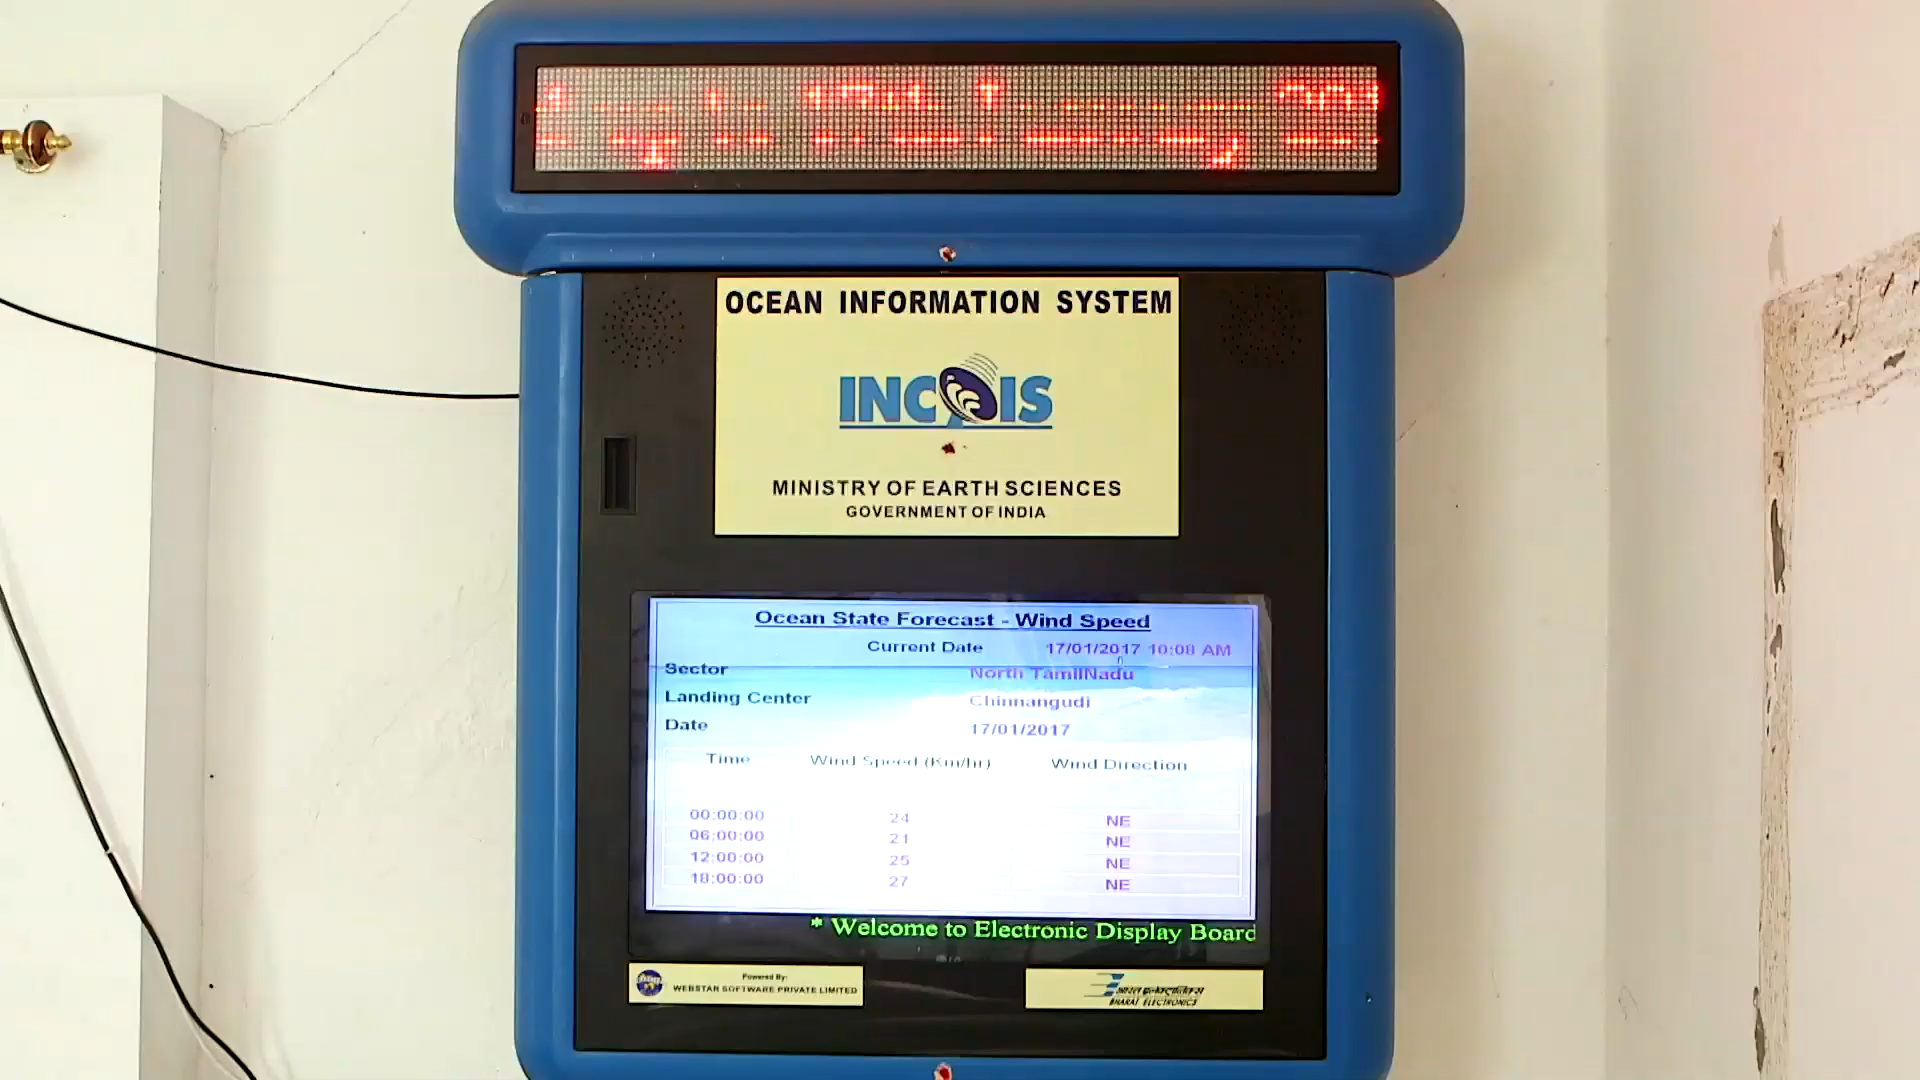 OCEAN INFORMATION SYSTEM
INCOIS
MINISTRY OF EARTH SCIENCES
GOVERNMENT OF INDIA
Ocean State Forecast - Wind Speed
Current Date 17/01/2017 10:08 AM
Sector North TamilNadu
Landing Center Chinnangudi
Date 17/01/2017
Time Wind Speed (Km/hr) Wind Direction
00:00:00 24 NE
06:00:00 21 NE
12:00:00 25 NE
18:00:00 27 NE
* Welcome to Electronic Display Board
Powered By:
WEBSTAR SOFTWARE PRIVATE LIMITED
भारत इलेक्ट्रॉनिक्स
BHARAT ELECTRONICS